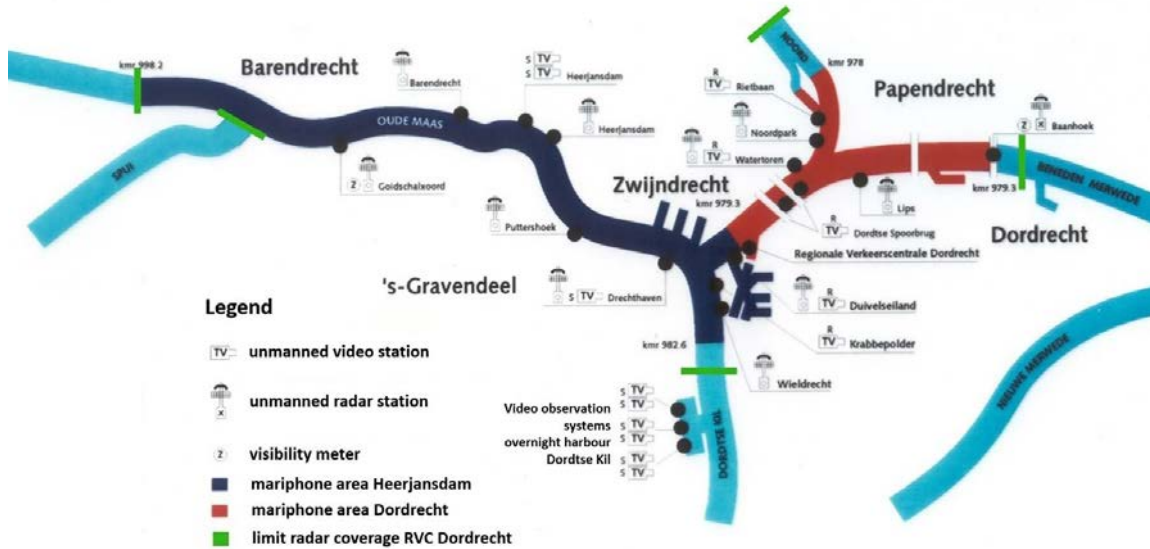 NOORD
kmr 998.2
Barendrecht
Barendrecht
S TV
S TV
Heerjansdam
kmr 978
R
TV
Rietbaan
Papendrecht
OUDE MAAS
Heerjansdam
Noordpark
Z
X
Baanhoek
R
TV
Watertoren
SPUI
Z
Goidschalxoord
Zwijndrecht
kmr 979.3
BENEDEN MERWEDE
kmr 979.3
Lips
Puttershoek
R
TV
Dordtse Spoorbrug
Dordrecht
Regionale Verkeerscentrale Dordrecht
's-Gravendeel
S TV
Drechthaven
R
TV
Duivelseiland
Legend
R
TV
Krabbepolder
kmr 982.6
TV unmanned video station
Wieldrecht
NIEUWE MERWEDE
x unmanned radar station
S TV
S TV
Video observation
systems
S TV
overnight harbour
S TV
Dordtse Kil
S TV
S TV
DORDTSE KIL
Z visibility meter
mariphone area Heerjansdam
mariphone area Dordrecht
limit radar coverage RVC Dordrecht